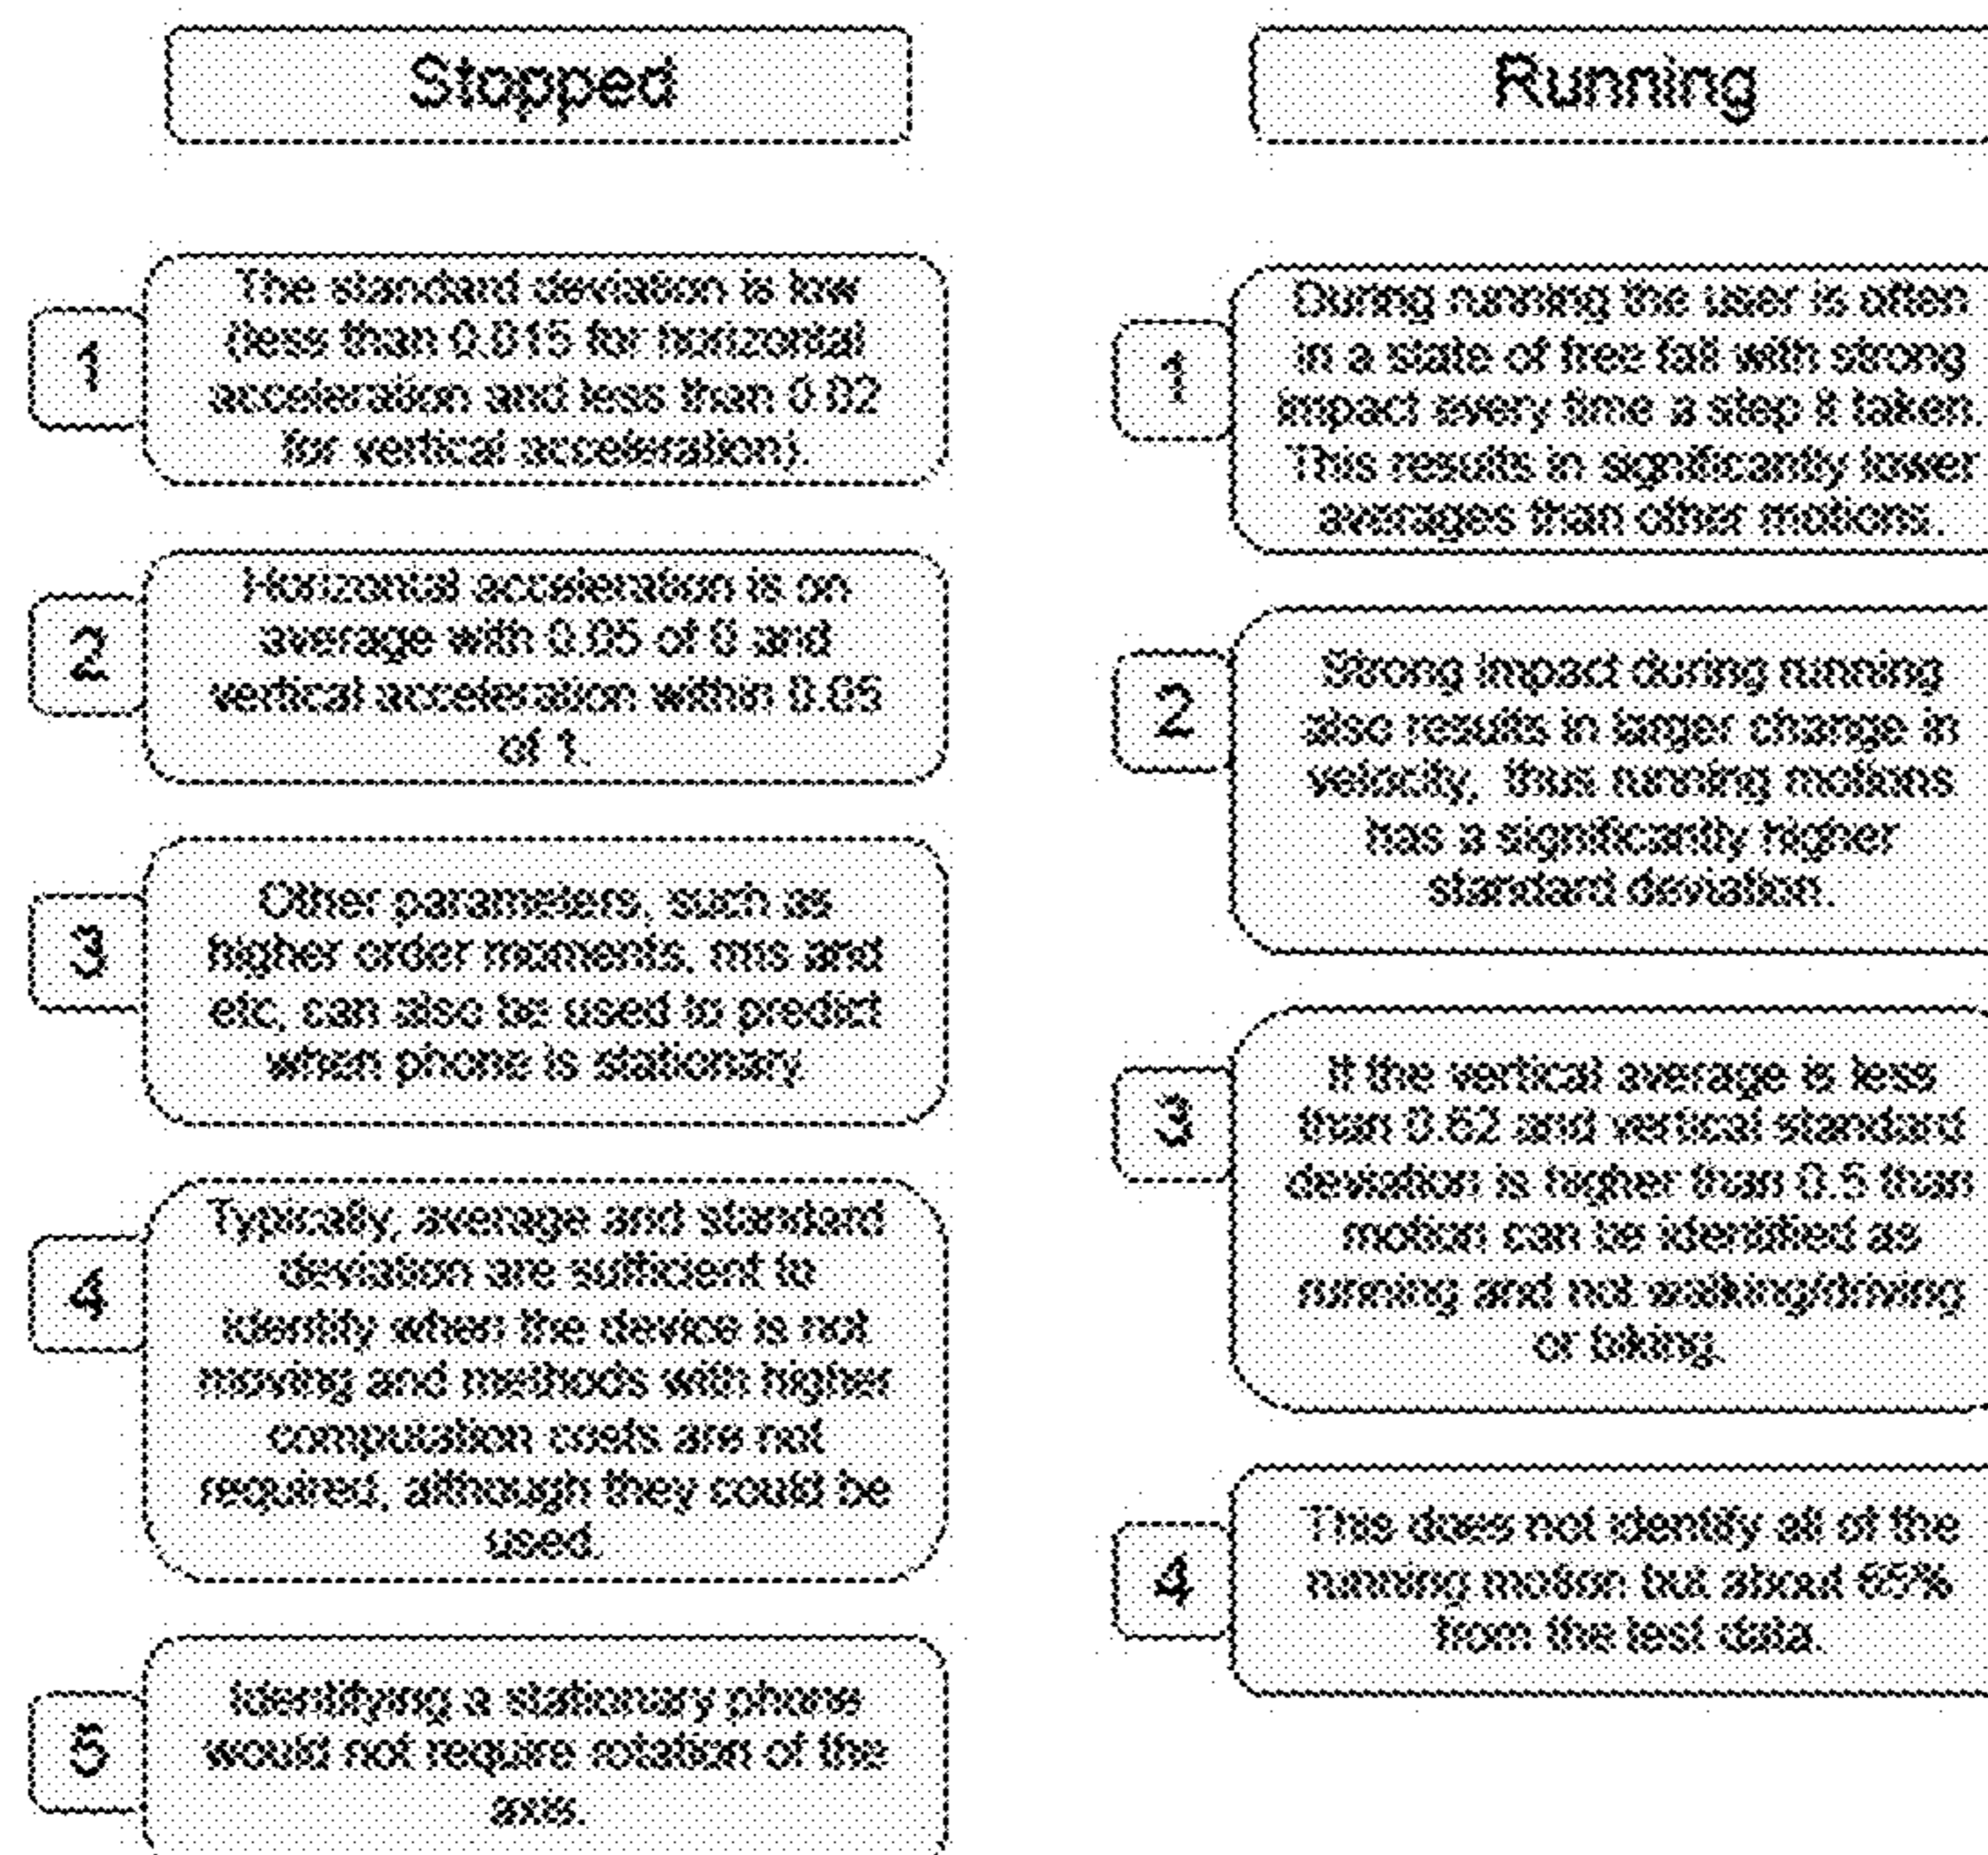 Stopped
1
The standard deviation is low
(less than 0.015 for horizontal
acceleration and less than 0.02
for vertical acceleration).
2
Horizontal acceleration is on
average with 0.05 of 0 and
vertical acceleration within 0.05
of 1.
3
Other parameters, such as
higher order moments, rms and
etc, can also be used to predict
when phone is stationary.
4
Typically, average and standard
deviation are sufficient to
identify when the device is not
moving and methods with higher
computation costs are not
required, although they could be
used.
5
Identifying a stationary phone
would not require rotation of the
axis.
Running
1
During running the user is often
in a state of free fall with strong
impact every time a step it taken.
This results in significantly lower
averages than other motions.
2
Strong impact during running
also results in larger change in
velocity, thus running motions
has a significantly higher
standard deviation.
3
If the vertical average is less
than 0.62 and vertical standard
deviation is higher than 0.5 than
motion can be identified as
running and not walking/driving
or biking.
4
This does not identify all of the
running motion but about 65%
from the test data.